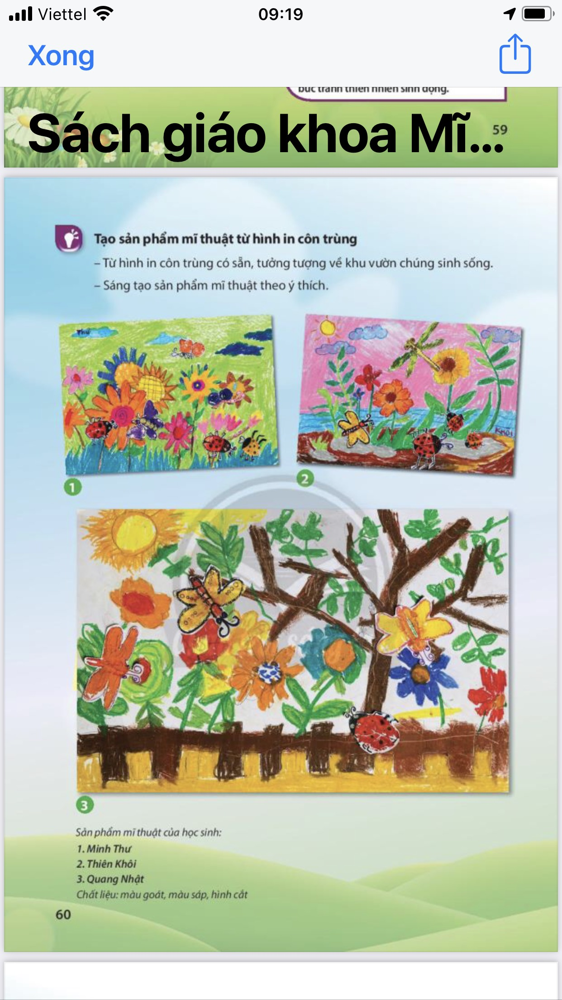 Viettel
09:19
Xong
bức tranh thiên nhiên sinh động.
Sách giáo khoa Mĩ...
59
Tạo sản phẩm mĩ thuật từ hình in côn trùng
– Từ hình in côn trùng có sẵn, tưởng tượng về khu vườn chúng sinh sống.
– Sáng tạo sản phẩm mĩ thuật theo ý thích.
Thư
KHÔI
1
2
3
Sản phẩm mĩ thuật của học sinh:
1. Minh Thư
2. Thiên Khôi
3. Quang Nhật
Chất liệu: màu goát, màu sáp, hình cắt
60